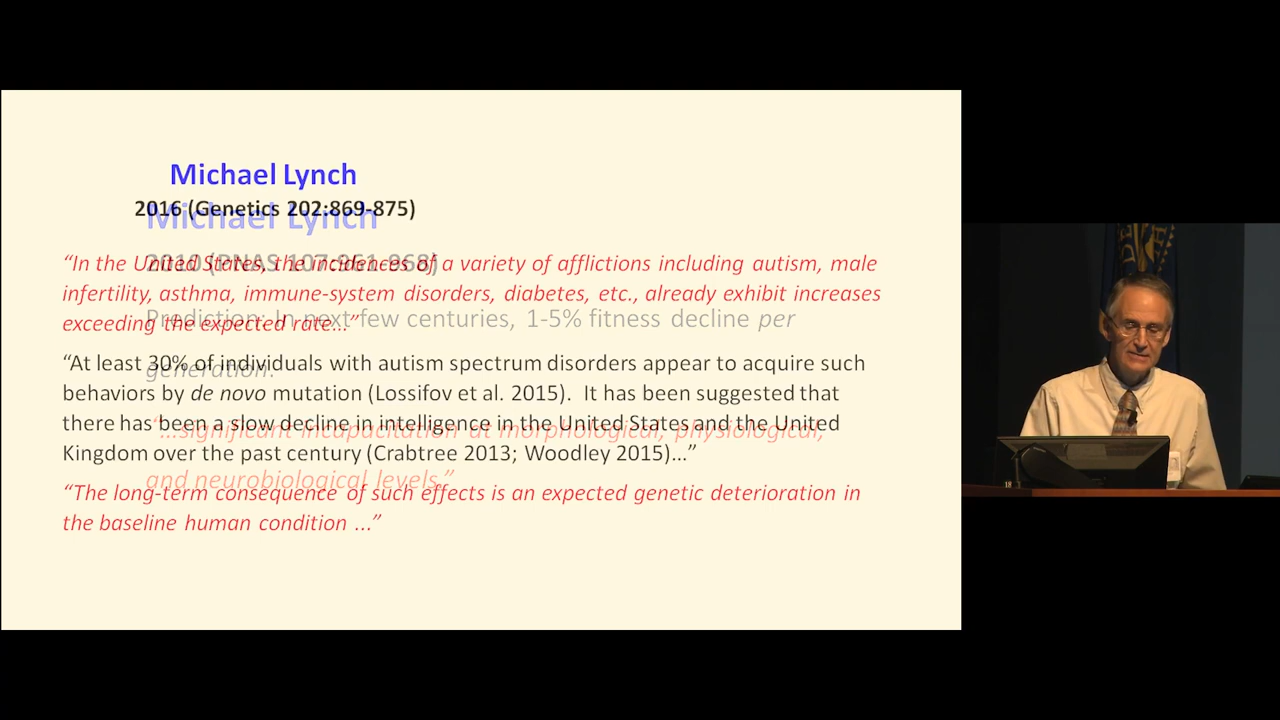 Michael Lynch
2016 (Genetics 202:869-875)
Michael Lynch
2010 (PNAS 107:961-968)
“In the United States, the incidences of a variety of afflictions including autism, male
infertility, asthma, immune-system disorders, diabetes, etc., already exhibit increases
exceeding the expected rate…”
Prediction: In next few centuries, 1-5% fitness decline per
generation.
“At least 30% of individuals with autism spectrum disorders appear to acquire such
behaviors by de novo mutation (Lossifov et al. 2015). It has been suggested that
there has been a slow decline in intelligence in the United States and the United
Kingdom over the past century (Crabtree 2013; Woodley 2015)…”
“…significant incapacitation at morphological, physiological,
and neurobiological levels,”
“The long-term consequence of such effects is an expected genetic deterioration in
the baseline human condition ...”